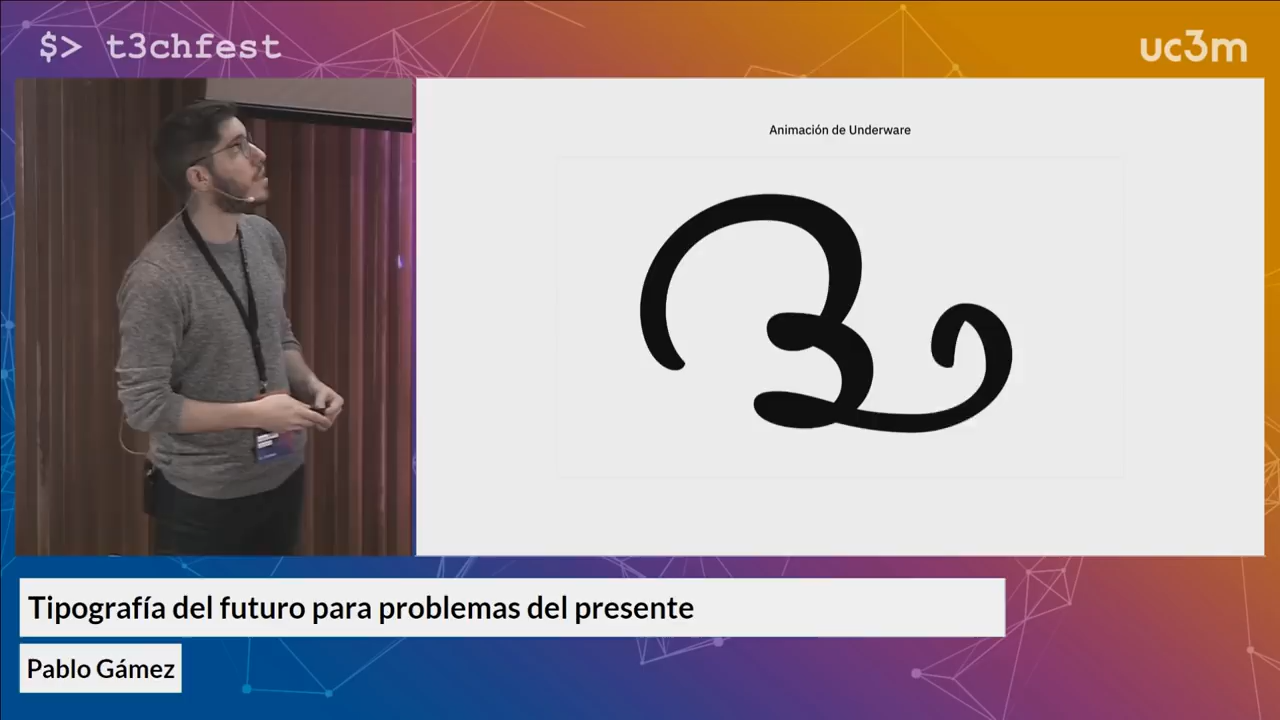 $> t3chfest
uc3m
Animación de Underware
Tipografía del futuro para problemas del presente
Pablo Gámez